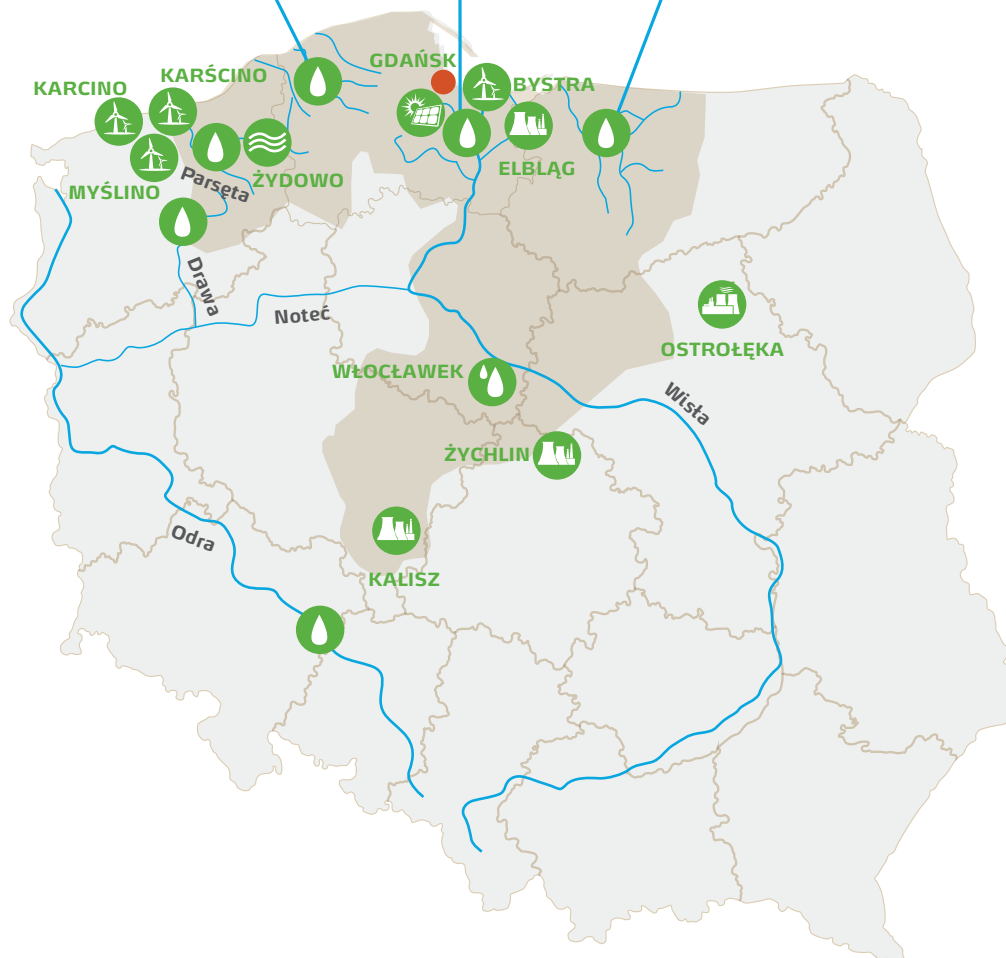 GDAŃSK
KARŚCINO
BYSTRA
KARCINO
ELBLĄG
ŻYDOWO
MYŚLINO
Parsęta
Drawa
Noteć
OSTROŁĘKA
WŁOCŁAWEK
Wisła
ŻYCHLIN
Odra
KALISZ